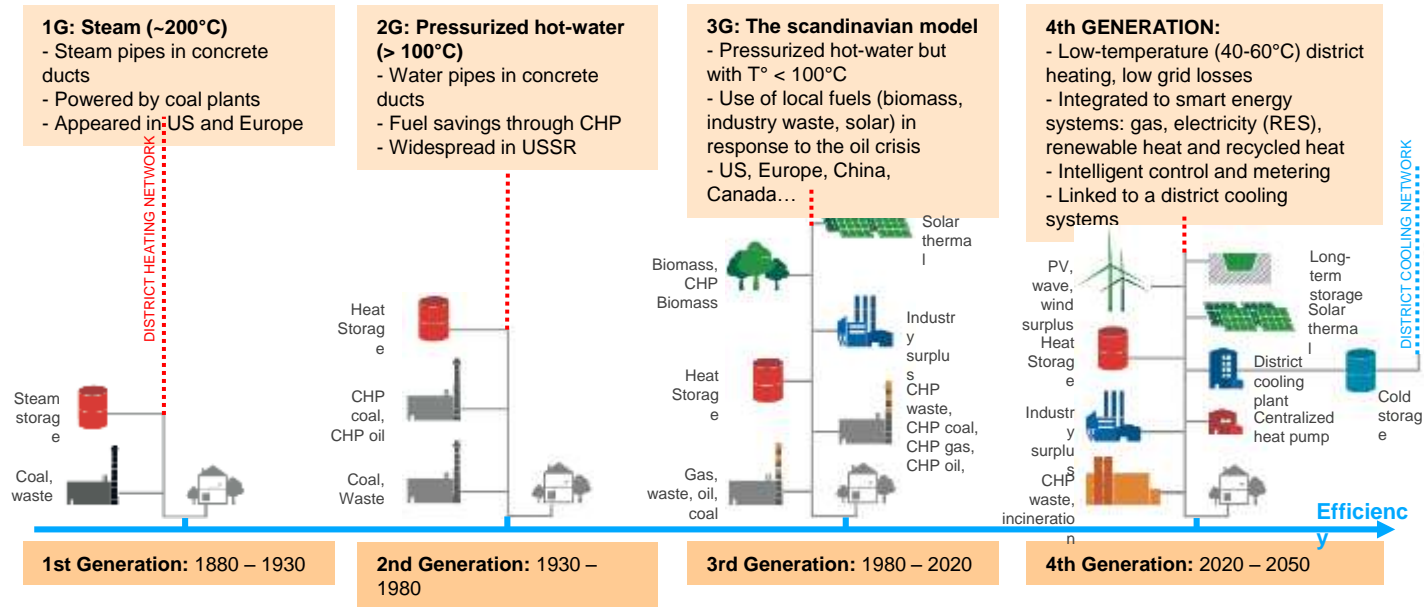 1G: Steam (~200°C)
- Steam pipes in concrete
ducts
- Powered by coal plants
- Appeared in US and Europe
2G: Pressurized hot-water
(> 100°C)
- Water pipes in concrete
ducts
- Fuel savings through CHP
- Widespread in USSR
3G: The scandinavian model
- Pressurized hot-water but
with T° < 100°C
- Use of local fuels (biomass,
industry waste, solar) in
response to the oil crisis
- US, Europe, China,
Canada…
4th GENERATION:
- Low-temperature (40-60°C) district
heating, low grid losses
- Integrated to smart energy
systems: gas, electricity (RES),
renewable heat and recycled heat
- Intelligent control and metering
- Linked to a district cooling
systems
DISTRICT HEATING NETWORK
Steam
storag
e
Coal,
waste
Heat
Storag
e
CHP
coal,
CHP oil
Coal,
Waste
Solar
therma
l
Biomass,
CHP
Biomass
Industr
y
surplu
s
Heat
Storag
e
CHP
waste,
CHP coal,
CHP gas,
CHP oil,
Gas,
waste, oil,
coal
PV,
wave,
wind
surplus
Long-
term
storage
Solar
therma
l
Heat
Storag
e
District
cooling
plant
Industr
y
surplu
s
Centralized
heat pump
CHP
waste,
incineratio
n
Cold
storag
e
DISTRICT COOLING NETWORK
Efficienc
y
1st Generation: 1880 – 1930
2nd Generation: 1930 –
1980
3rd Generation: 1980 – 2020
4th Generation: 2020 – 2050